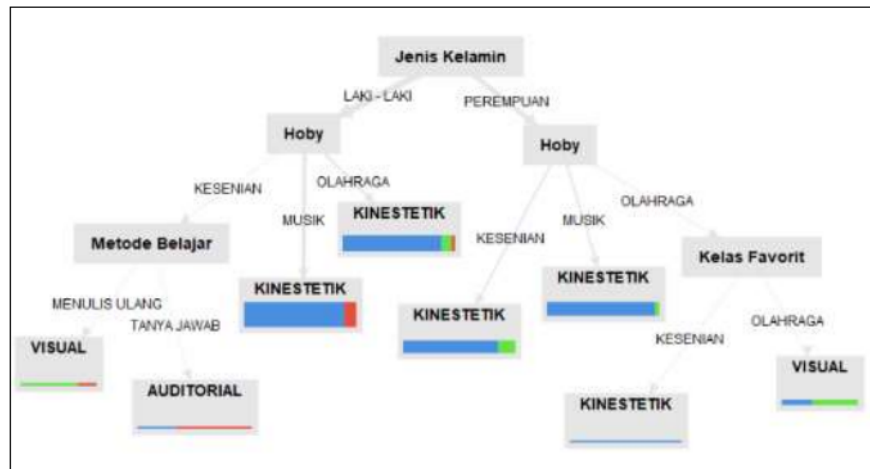 Jenis Kelamin
LAKI - LAKI
PEREMPUAN
Hoby
Hoby
KESENIAN
OLAHRAGA
MUSIK
KINESTETIK
KESENIAN
MUSIK
OLAHRAGA
Metode Belajar
Kelas Favorit
KINESTETIK
KINESTETIK
KINESTETIK
MENULIS ULANG
TANYA JAWAB
KESENIAN
OLAHRAGA
VISUAL
VISUAL
AUDITORIAL
KINESTETIK